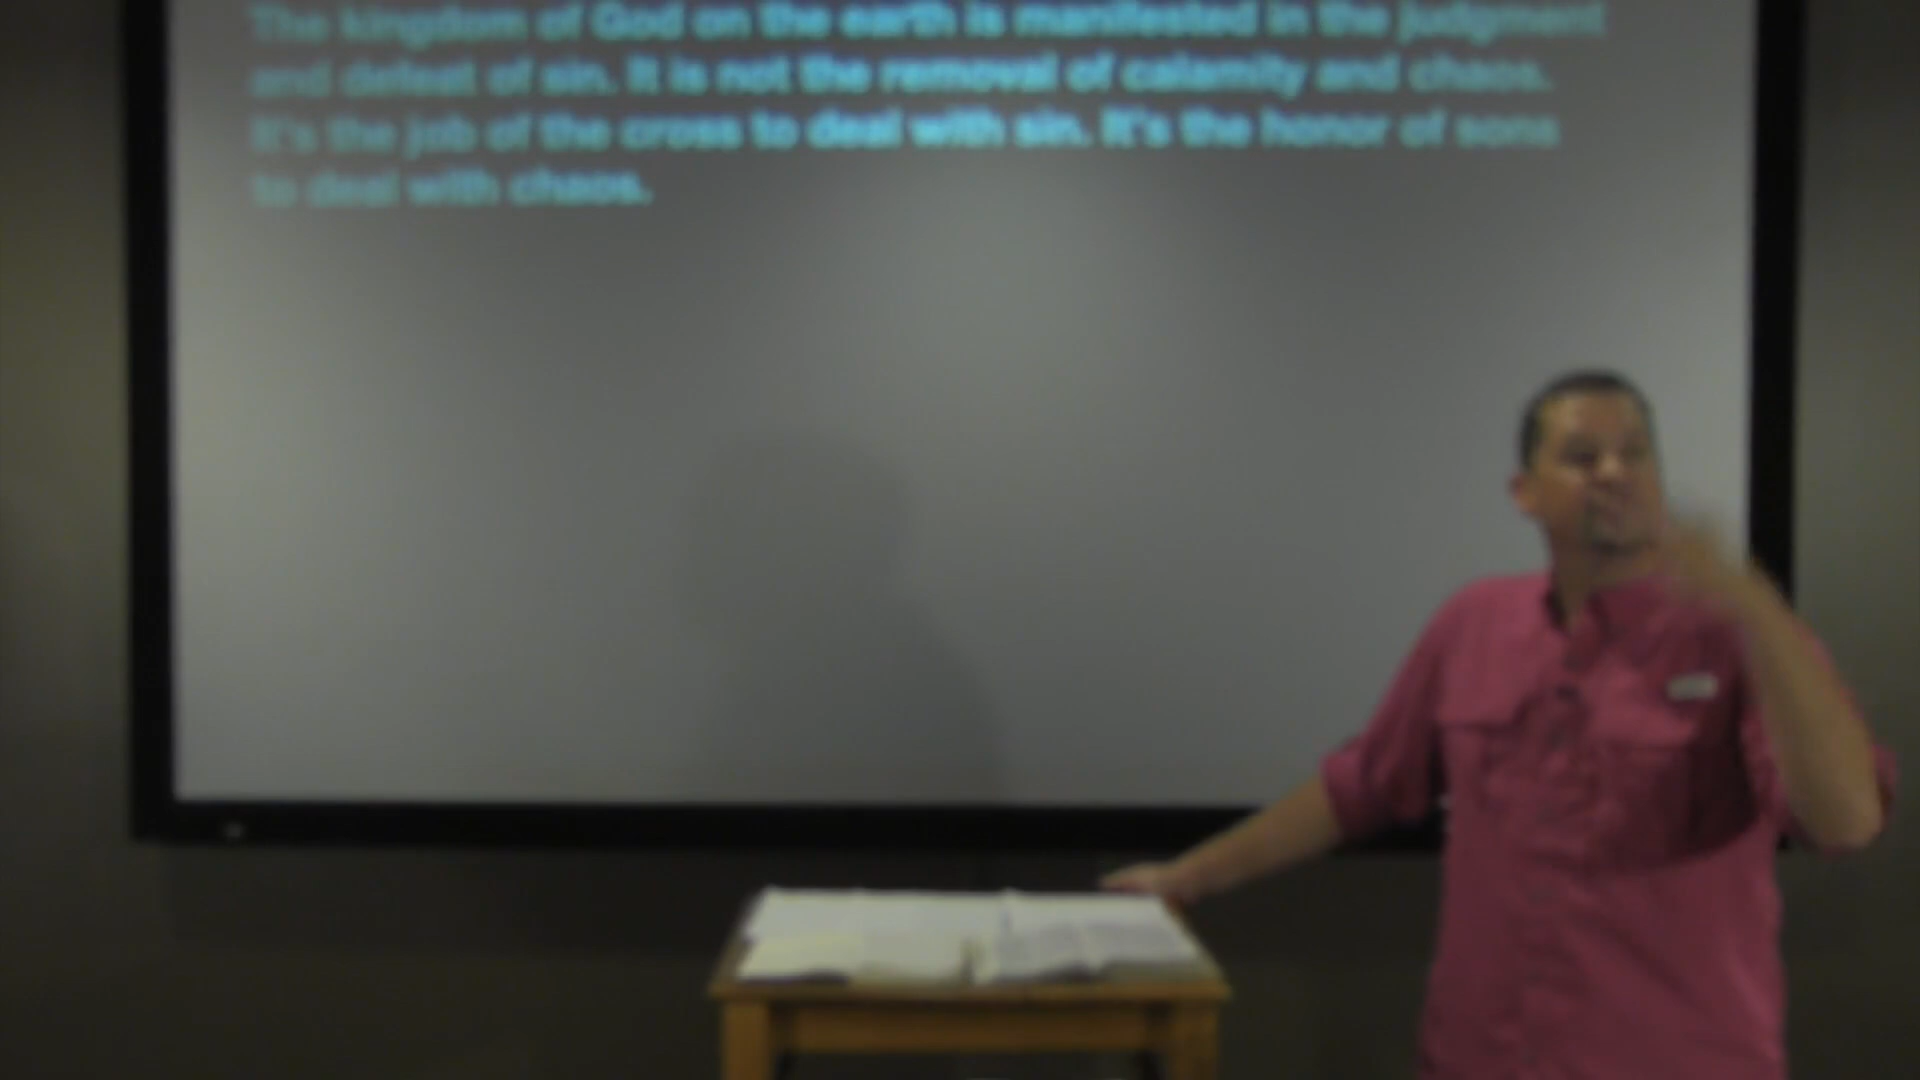 The kingdom of God on the earth is manifested in the judgment
and defeat of sin. It is not the removal of calamity and chaos.
It's the job of the cross to deal with sin. It's the honor of sons
to deal with chaos.